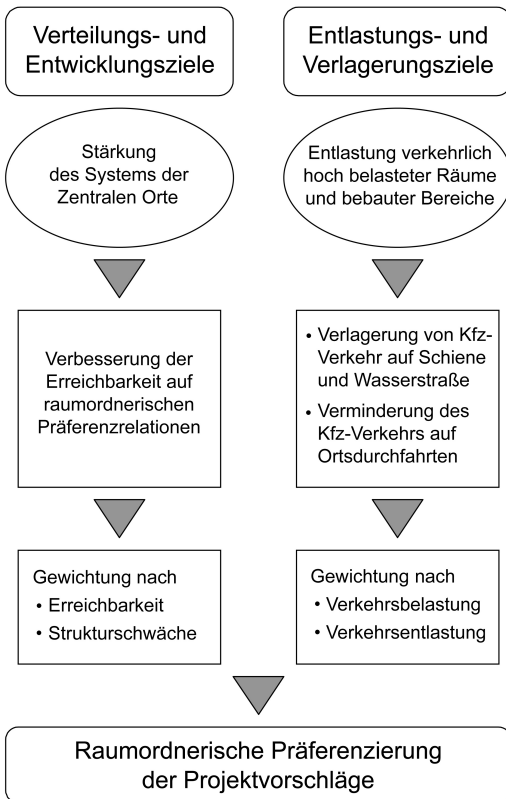 Verteilungs- und
Entwicklungsziele
Stärkung
des Systems der
Zentralen Orte
Verbesserung der
Erreichbarkeit auf
raumordnerischen
Präferenzrelationen
Gewichtung nach
• Erreichbarkeit
• Strukturschwäche
Entlastungs- und
Verlagerungsziele
Entlastung verkehrlich
hoch belasteter Räume
und bebauter Bereiche
• Verlagerung von Kfz-
Verkehr auf Schiene
und Wasserstraße
• Verminderung des
Kfz-Verkehrs auf
Ortsdurchfahrten
Gewichtung nach
• Verkehrsbelastung
• Verkehrsentlastung
Raumordnerische Präferenzierung
der Projektvorschläge